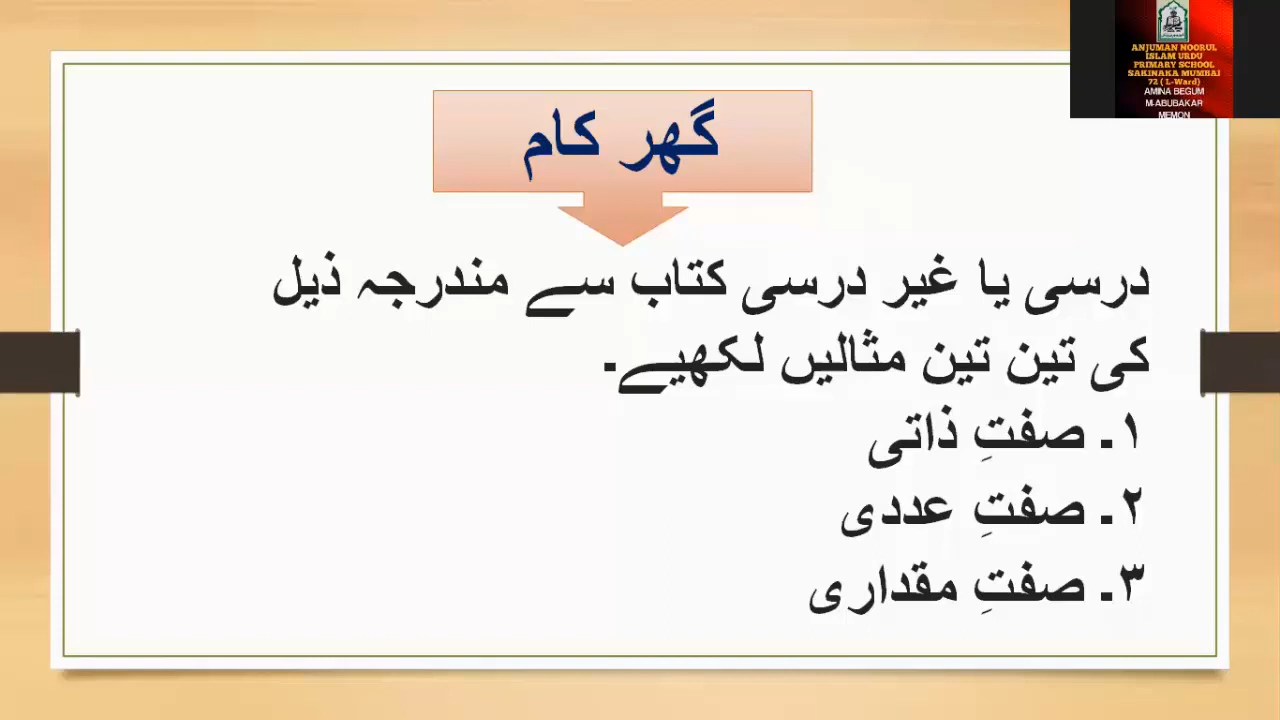 ANJUMAN NOORUL
ISLAM URDU
PRIMARY SCHOOL
SAKINAKA MUMBAI
72 ( L-Ward)
AMINA BEGUM
M-ABUBAKAR
MEMON
گھر کام
درسی یا غیر درسی کتاب سے مندرجہ ذیل
کی تین تین مثالیں لکھیے۔
۱۔ صفتِ ذاتی
۲۔ صفتِ عددی
۳۔ صفتِ مقداری